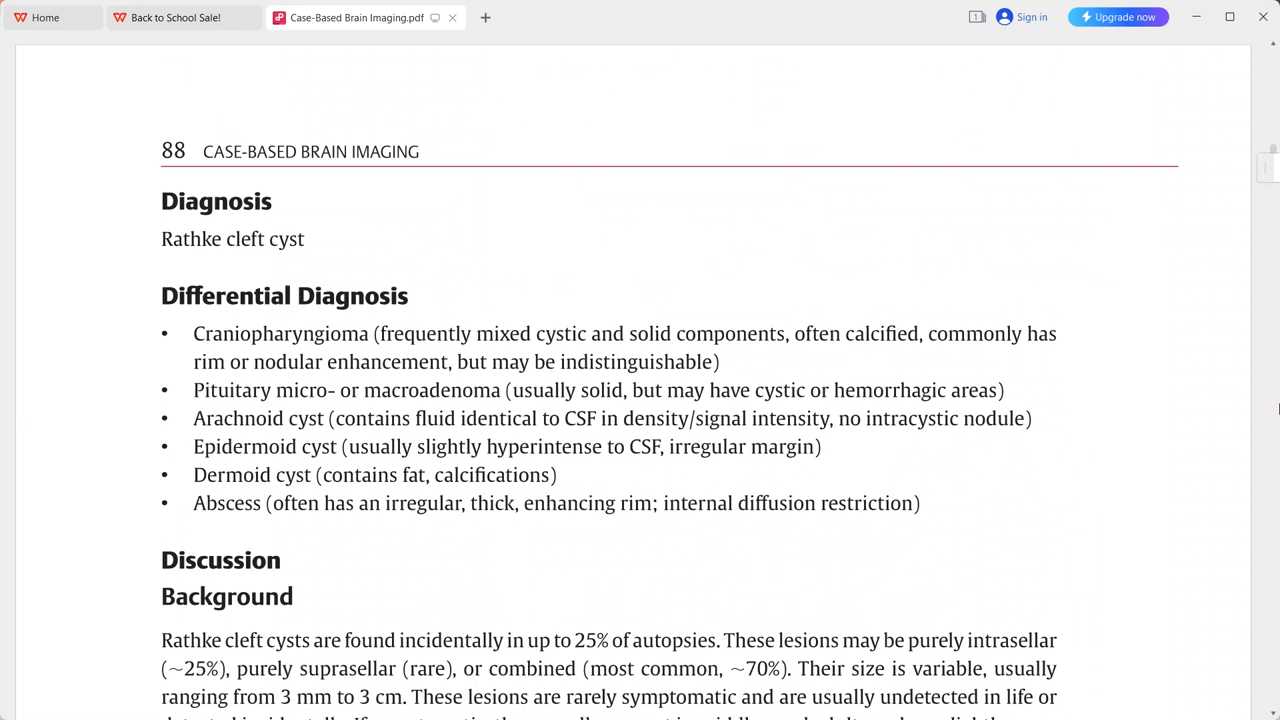 Home
Back to School Sale!
Case-Based Brain Imaging.pdf
1
Sign in
Upgrade now
88 CASE-BASED BRAIN IMAGING
Diagnosis
Rathke cleft cyst
Differential Diagnosis
• Craniopharyngioma (frequently mixed cystic and solid components, often calcified, commonly has
rim or nodular enhancement, but may be indistinguishable)
• Pituitary micro- or macroadenoma (usually solid, but may have cystic or hemorrhagic areas)
• Arachnoid cyst (contains fluid identical to CSF in density/signal intensity, no intracystic nodule)
• Epidermoid cyst (usually slightly hyperintense to CSF, irregular margin)
• Dermoid cyst (contains fat, calcifications)
• Abscess (often has an irregular, thick, enhancing rim; internal diffusion restriction)
Discussion
Background
Rathke cleft cysts are found incidentally in up to 25% of autopsies. These lesions may be purely intrasellar
(~25%), purely suprasellar (rare), or combined (most common, ~70%). Their size is variable, usually
ranging from 3 mm to 3 cm. These lesions are rarely symptomatic and are usually undetected in life or